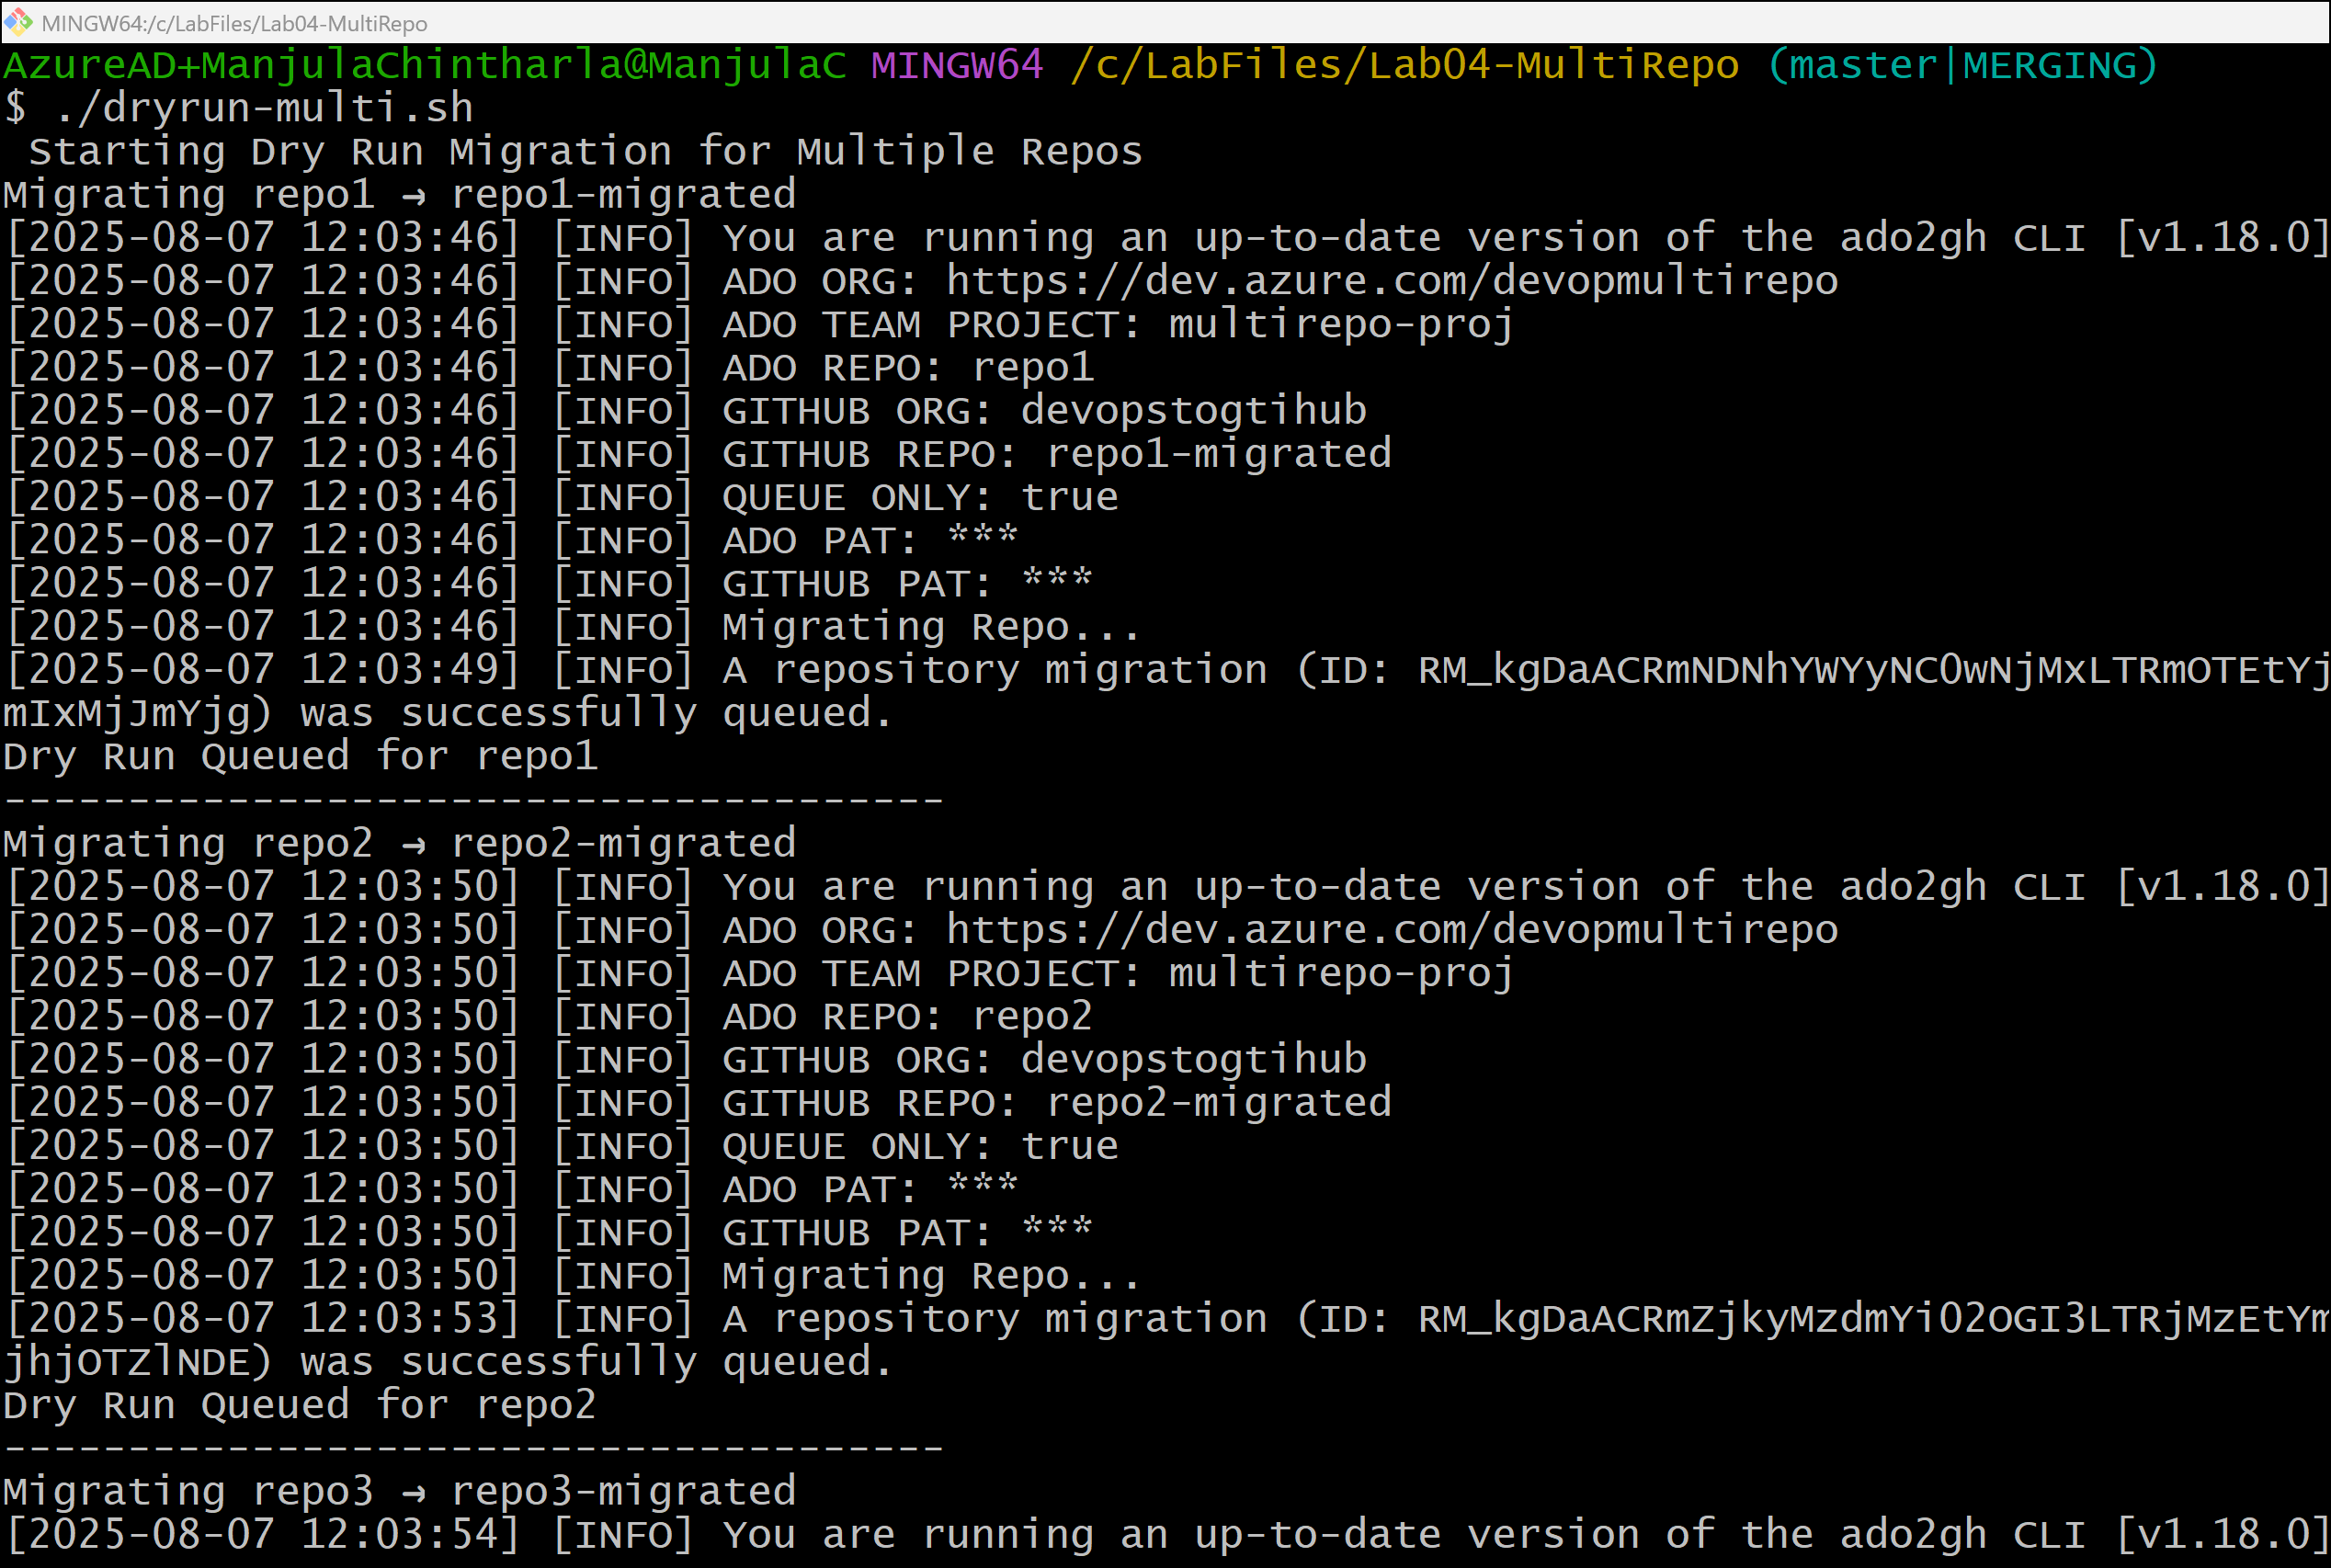 MINGW64:/c/LabFiles/Lab04-MultiRepo
AzureAD+ManjulaChintharla@ManjulaC MINGW64 /c/LabFiles/Lab04-MultiRepo (master|MERGING)
$ ./dryrun-multi.sh
Starting Dry Run Migration for Multiple Repos
Migrating repo1 → repo1-migrated
[2025-08-07 12:03:46] [INFO] You are running an up-to-date version of the ado2gh CLI [v1.18.0]
[2025-08-07 12:03:46] [INFO] ADO ORG: https://dev.azure.com/devopmultirepo
[2025-08-07 12:03:46] [INFO] ADO TEAM PROJECT: multirepo-proj
[2025-08-07 12:03:46] [INFO] ADO REPO: repo1
[2025-08-07 12:03:46] [INFO] GITHUB ORG: devopstogtihub
[2025-08-07 12:03:46] [INFO] GITHUB REPO: repo1-migrated
[2025-08-07 12:03:46] [INFO] QUEUE ONLY: true
[2025-08-07 12:03:46] [INFO] ADO PAT: ***
[2025-08-07 12:03:46] [INFO] GITHUB PAT: ***
[2025-08-07 12:03:46] [INFO] Migrating Repo...
[2025-08-07 12:03:49] [INFO] A repository migration (ID: RM_kgDaACRmNDNhYWYyNC0wNjMxLTRmOTEtYj
mIxMjJmYjg) was successfully queued.
Dry Run Queued for repo1
--------------------------------------
Migrating repo2 → repo2-migrated
[2025-08-07 12:03:50] [INFO] You are running an up-to-date version of the ado2gh CLI [v1.18.0]
[2025-08-07 12:03:50] [INFO] ADO ORG: https://dev.azure.com/devopmultirepo
[2025-08-07 12:03:50] [INFO] ADO TEAM PROJECT: multirepo-proj
[2025-08-07 12:03:50] [INFO] ADO REPO: repo2
[2025-08-07 12:03:50] [INFO] GITHUB ORG: devopstogtihub
[2025-08-07 12:03:50] [INFO] GITHUB REPO: repo2-migrated
[2025-08-07 12:03:50] [INFO] QUEUE ONLY: true
[2025-08-07 12:03:50] [INFO] ADO PAT: ***
[2025-08-07 12:03:50] [INFO] GITHUB PAT: ***
[2025-08-07 12:03:50] [INFO] Migrating Repo...
[2025-08-07 12:03:53] [INFO] A repository migration (ID: RM_kgDaACRmZjkyMzdmYi02OGI3LTRjMzEtYm
jhjOTZlNDE) was successfully queued.
Dry Run Queued for repo2
--------------------------------------
Migrating repo3 → repo3-migrated
[2025-08-07 12:03:54] [INFO] You are running an up-to-date version of the ado2gh CLI [v1.18.0]